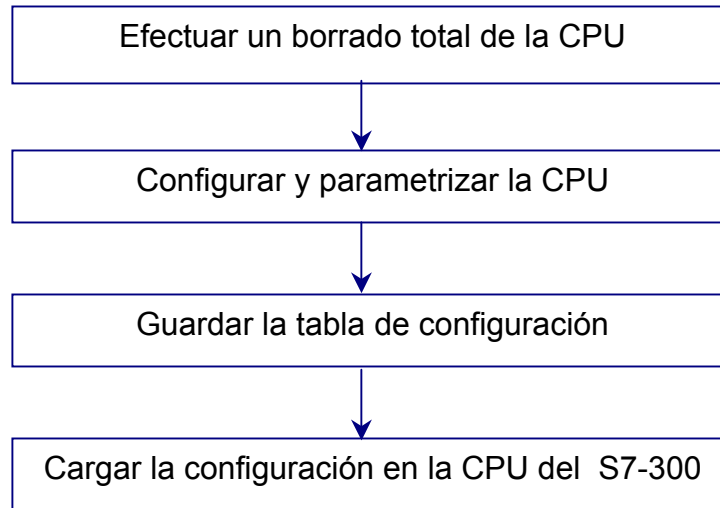 Efectuar un borrado total de la CPU
Configurar y parametrizar la CPU
Guardar la tabla de configuración
Cargar la configuración en la CPU del S7-300